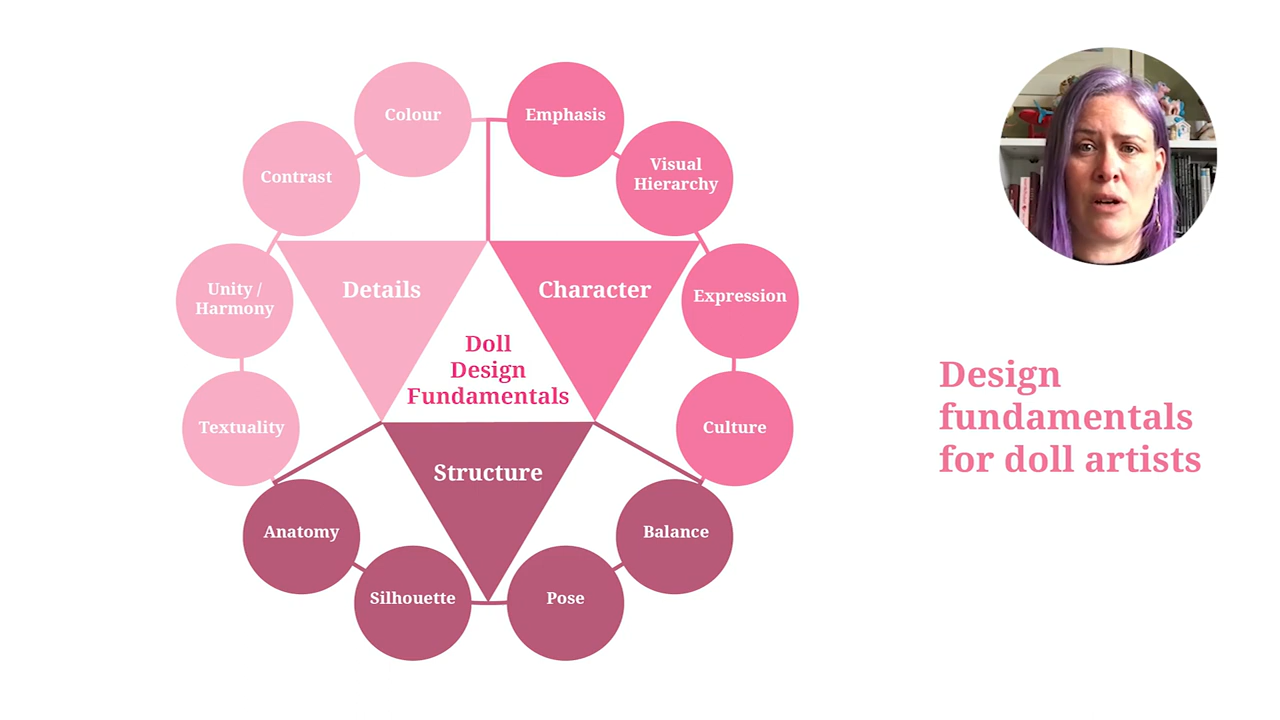 Colour
Emphasis
Contrast
Visual
Hierarchy
Unity /
Harmony
Details
Character
Expression
Doll
Design
Fundamentals
Textuality
Culture
Structure
Anatomy
Balance
Silhouette
Pose
Design
fundamentals
for doll artists